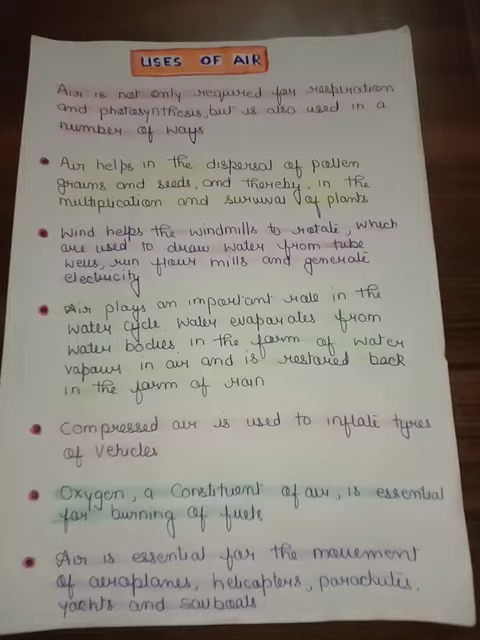 USES OF AIR
Air is not only required for respiration
and photosynthesis, but is also used in a
number of ways
Air helps in the dispersal of pollen
grains and seeds, and thereby, in the
multiplication and survival of plants
Wind helps the windmills to rotate, which
are used to draw water from tube
wells, run flour mills and generate
electricity
Air plays an important role in the
water cycle. Water evaporates from
water bodies in the form of water
vapour in air and is restored back
in the form of rain
Compressed air is used to inflate tyres
of vehicles
Oxygen, a constituent of air, is essential
for burning of fuels
Air is essential for the movement
of aeroplanes, helicopters, parachutes,
yachts and sailboats